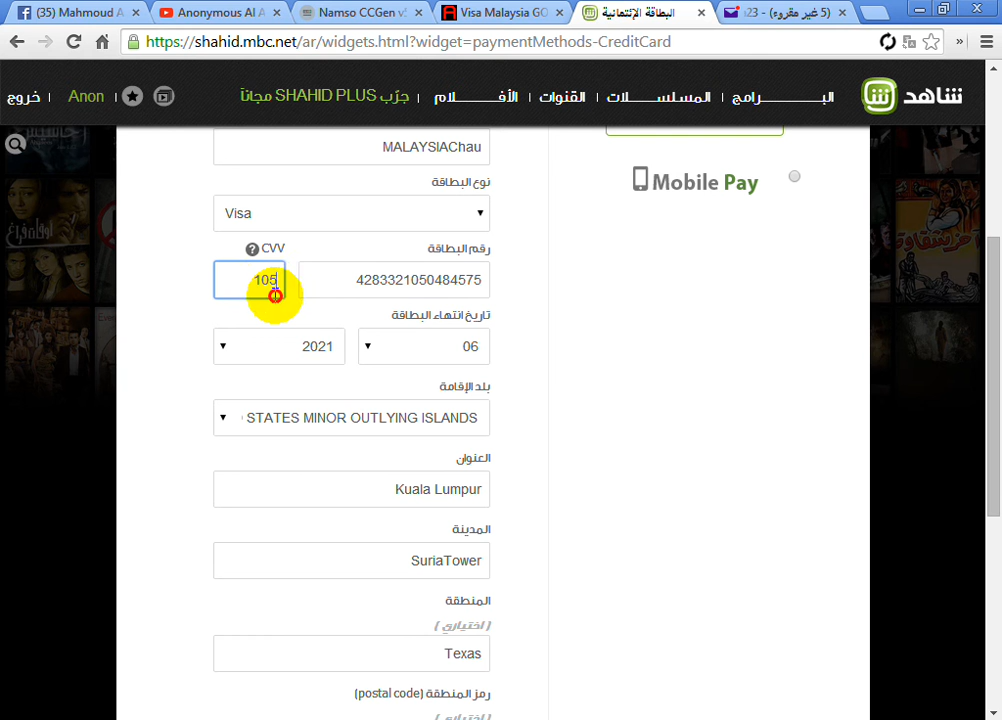 (35) Mahmoud A
Anonymous Al A
Namso CCGen v5
Visa Malaysia GO
البطاقة الإئتمانية
(5 غير مقروء) - 23
https://shahid.mbc.net/ar/widgets.html?widget=paymentMethods-CreditCard
شاهد
البرامج | المسلسلات | القنوات | الأفلام | جرّب SHAHID PLUS مجاناً
Anon | خروج
MALAYSIAChau
Mobile Pay
نوع البطاقة
Visa
رقم البطاقة
CVV
4283321050484575
105
تاريخ انتهاء البطاقة
06
2021
بلد الإقامة
STATES MINOR OUTLYING ISLANDS
العنوان
Kuala Lumpur
المدينة
SuriaTower
المنطقة
( اختياري )
Texas
رمز المنطقة (postal code)
( اختياري )